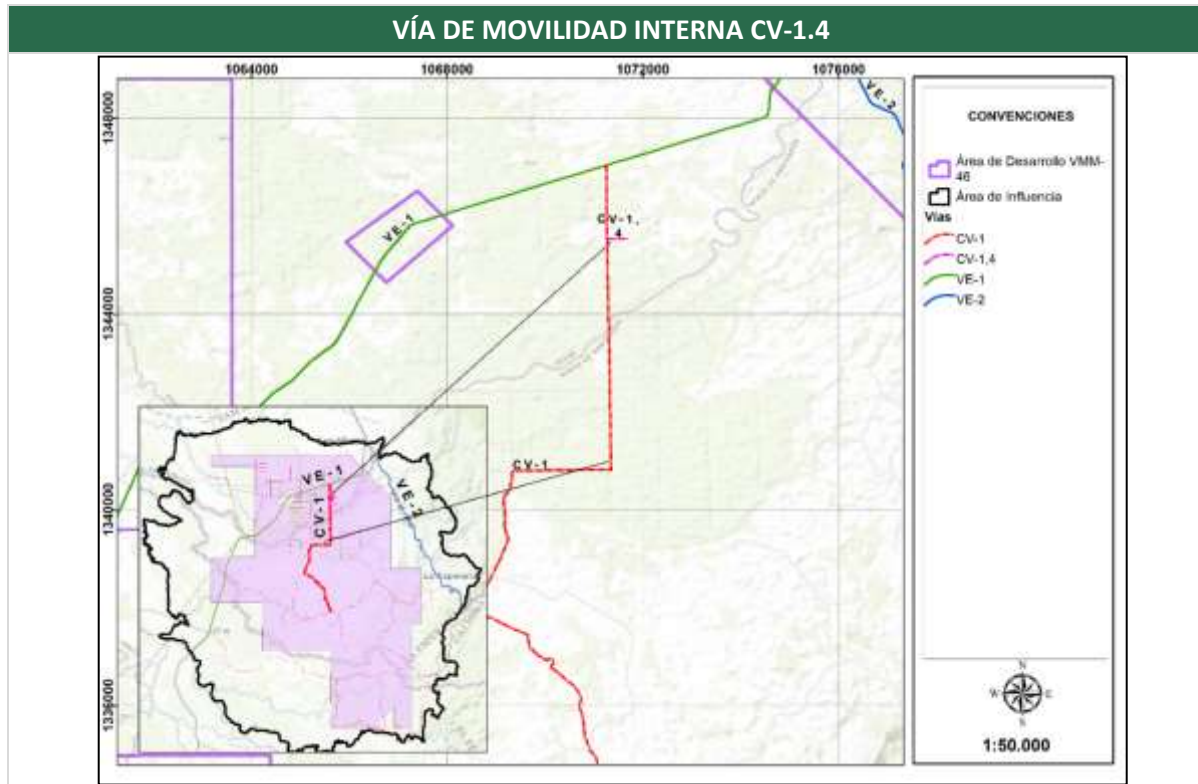 VÍA DE MOVILIDAD INTERNA CV-1.4
1064000
1068000
1072000
1076000
1348000
1344000
1340000
1336000
VE-2
VE-1
CV-1,
4
CV-1
VE-1
CV-1
VE-2
CONVENCIONES
Área de Desarrollo VMM-
46
Área de Influencia
Vías
CV-1
CV-1,4
VE-1
VE-2
N
W
E
S
1:50.000